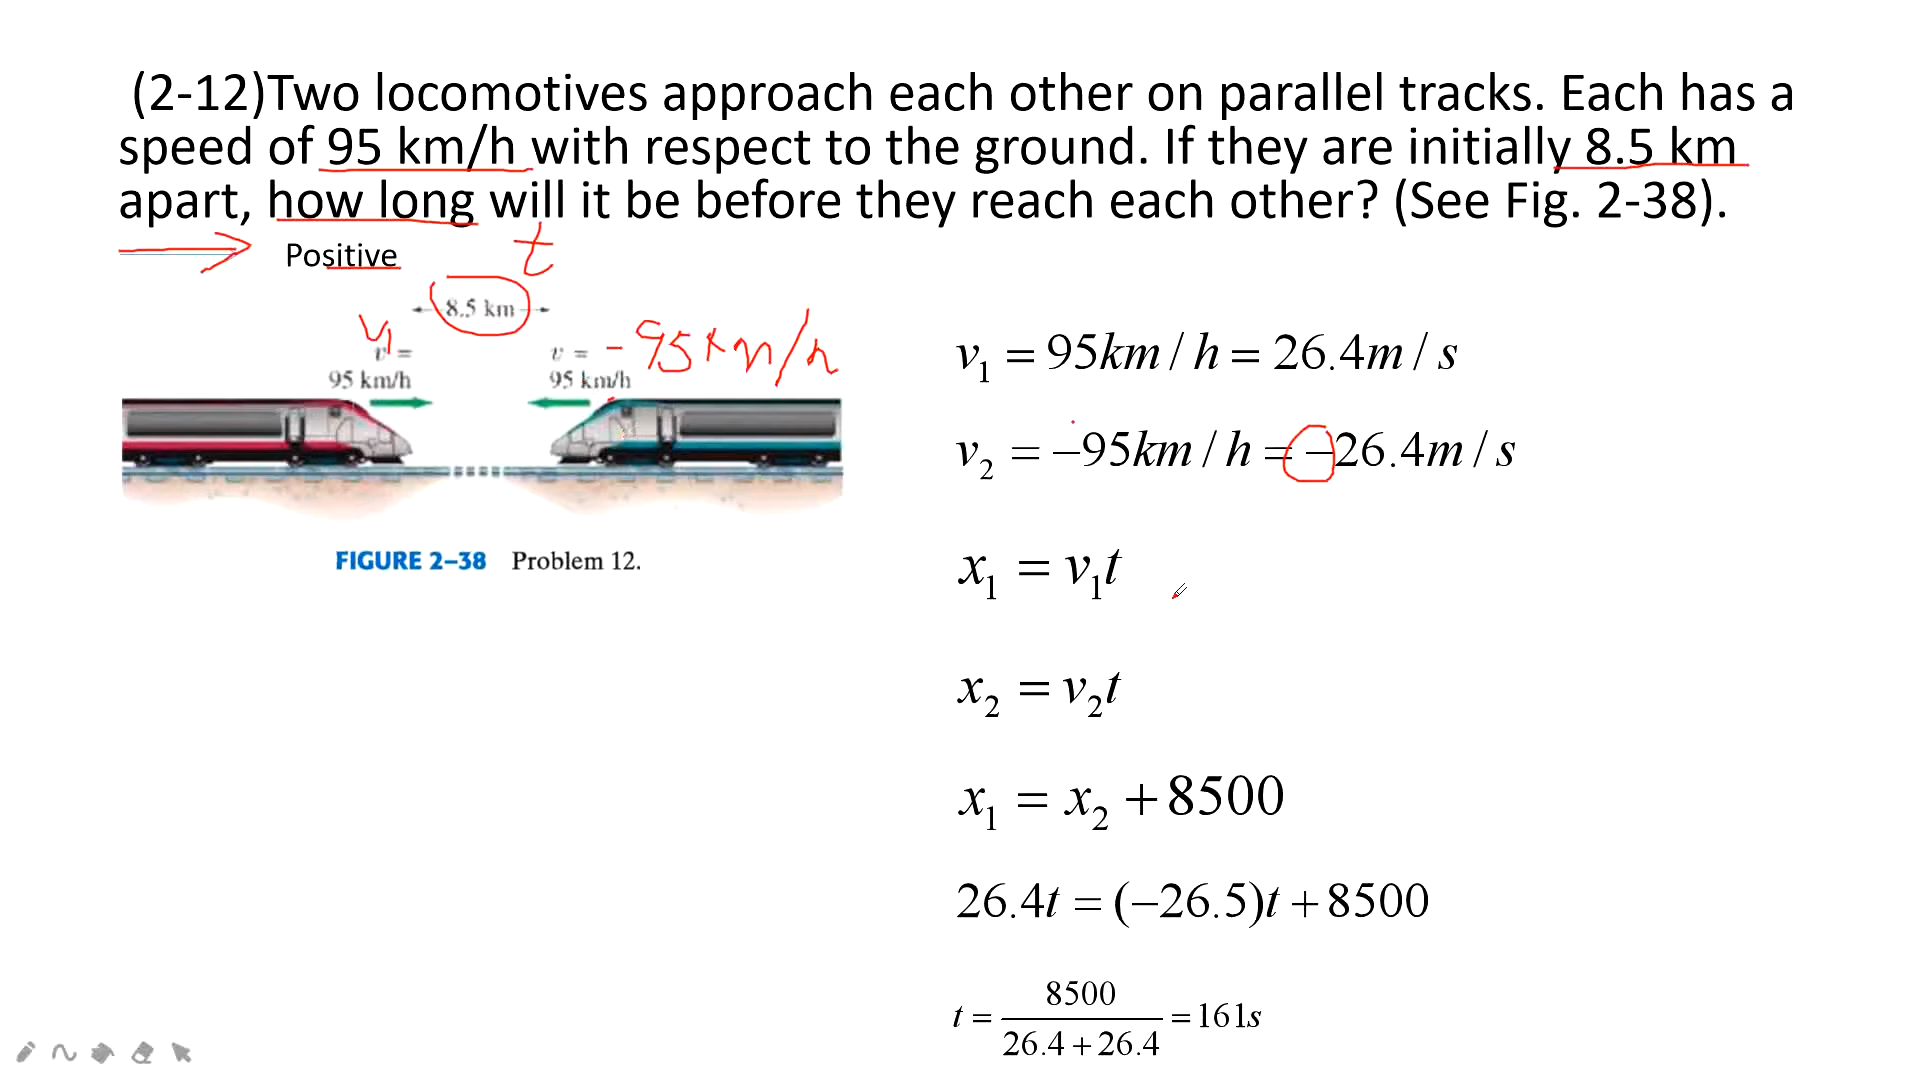 (2-12)Two locomotives approach each other on parallel tracks. Each has a
speed of 95 km/h with respect to the ground. If they are initially 8.5 km
apart, how long will it be before they reach each other? (See Fig. 2-38).
Positive
t
8.5 km
v1
v =
95 km/h
v =
95 km/h
-95km/h
FIGURE 2–38 Problem 12.
v₁ = 95km / h = 26.4m / s
v₂ = −95km / h = −26.4m / s
x₁ = v₁t
x₂ = v₂t
x₁ = x₂ + 8500
26.4t = (−26.5)t + 8500
t = 8500 / (26.4 + 26.4) = 161s